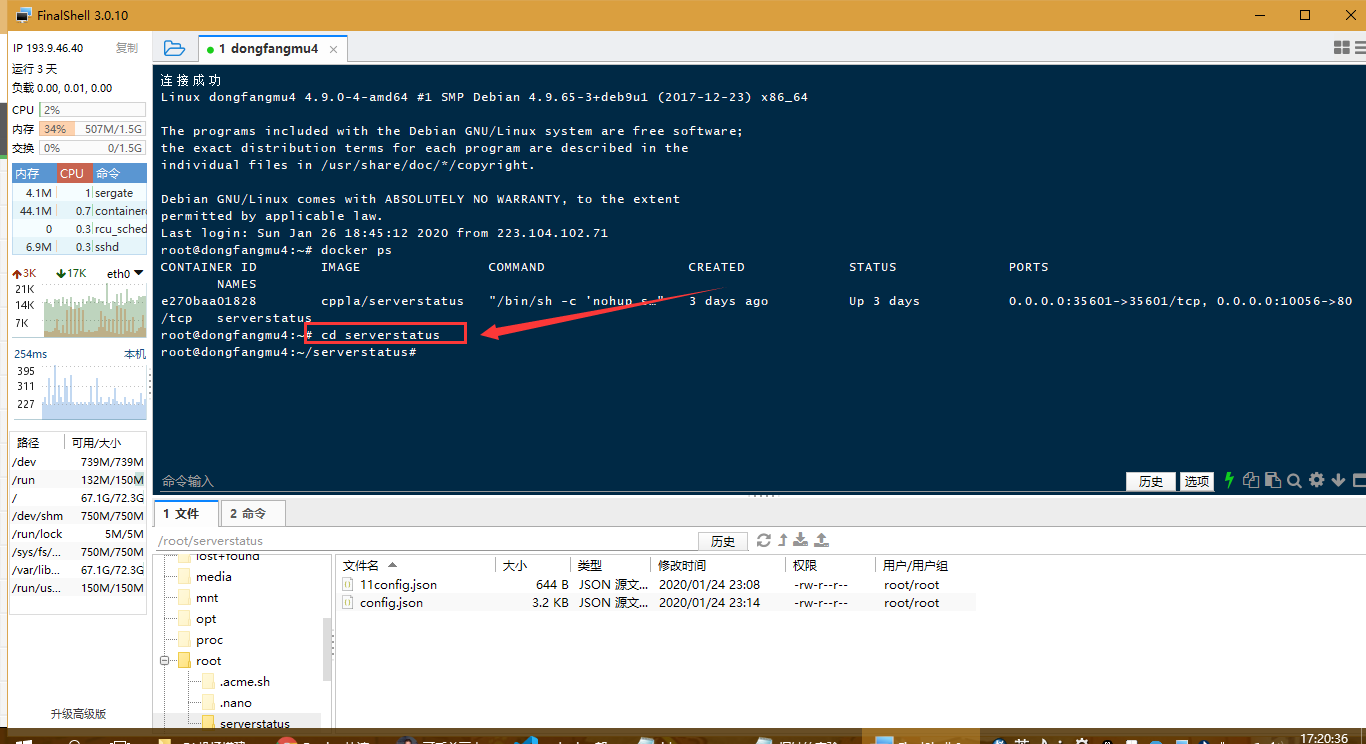 FinalShell 3.0.10
IP 193.9.46.40 复制
运行 3 天
负载 0.00, 0.01, 0.00
CPU 2%
内存 34% 507M/1.5G
交换 0% 0/1.5G
内存 CPU 命令
4.1M 1 sergate
44.1M 0.7 container
0 0.3 rcu_sched
6.9M 0.3 sshd
3K 17K eth0
21K
14K
7K
254ms 本机
395
311
227
路径 可用/大小
/dev 739M/739M
/run 132M/150M
/ 67.1G/72.3G
/dev/shm 750M/750M
/run/lock 5M/5M
/sys/fs/... 750M/750M
/var/lib... 67.1G/72.3G
/run/us... 150M/150M
升级高级版
1 dongfangmu4
连接成功
Linux dongfangmu4 4.9.0-4-amd64 #1 SMP Debian 4.9.65-3+deb9u1 (2017-12-23) x86_64
The programs included with the Debian GNU/Linux system are free software;
the exact distribution terms for each program are described in the
individual files in /usr/share/doc/*/copyright.
Debian GNU/Linux comes with ABSOLUTELY NO WARRANTY, to the extent
permitted by applicable law.
Last login: Sun Jan 26 18:45:12 2020 from 223.104.102.71
root@dongfangmu4:~# docker ps
CONTAINER ID IMAGE COMMAND CREATED STATUS PORTS
NAMES
e270baa01828 cppla/serverstatus "/bin/sh -c 'nohup s…" 3 days ago Up 3 days 0.0.0.0:35601->35601/tcp, 0.0.0.0:10056->80
/tcp serverstatus
root@dongfangmu4:~# cd serverstatus
root@dongfangmu4:~/serverstatus#
命令输入 历史 选项
1 文件 2 命令
/root/serverstatus 历史
lost+found
media
mnt
opt
proc
root
.acme.sh
.nano
serverstatus
文件名 大小 类型 修改时间 权限 用户/用户组
11config.json 644 B JSON 源文... 2020/01/24 23:08 -rw-r--r-- root/root
config.json 3.2 KB JSON 源文... 2020/01/24 23:14 -rw-r--r-- root/root
17:20:36